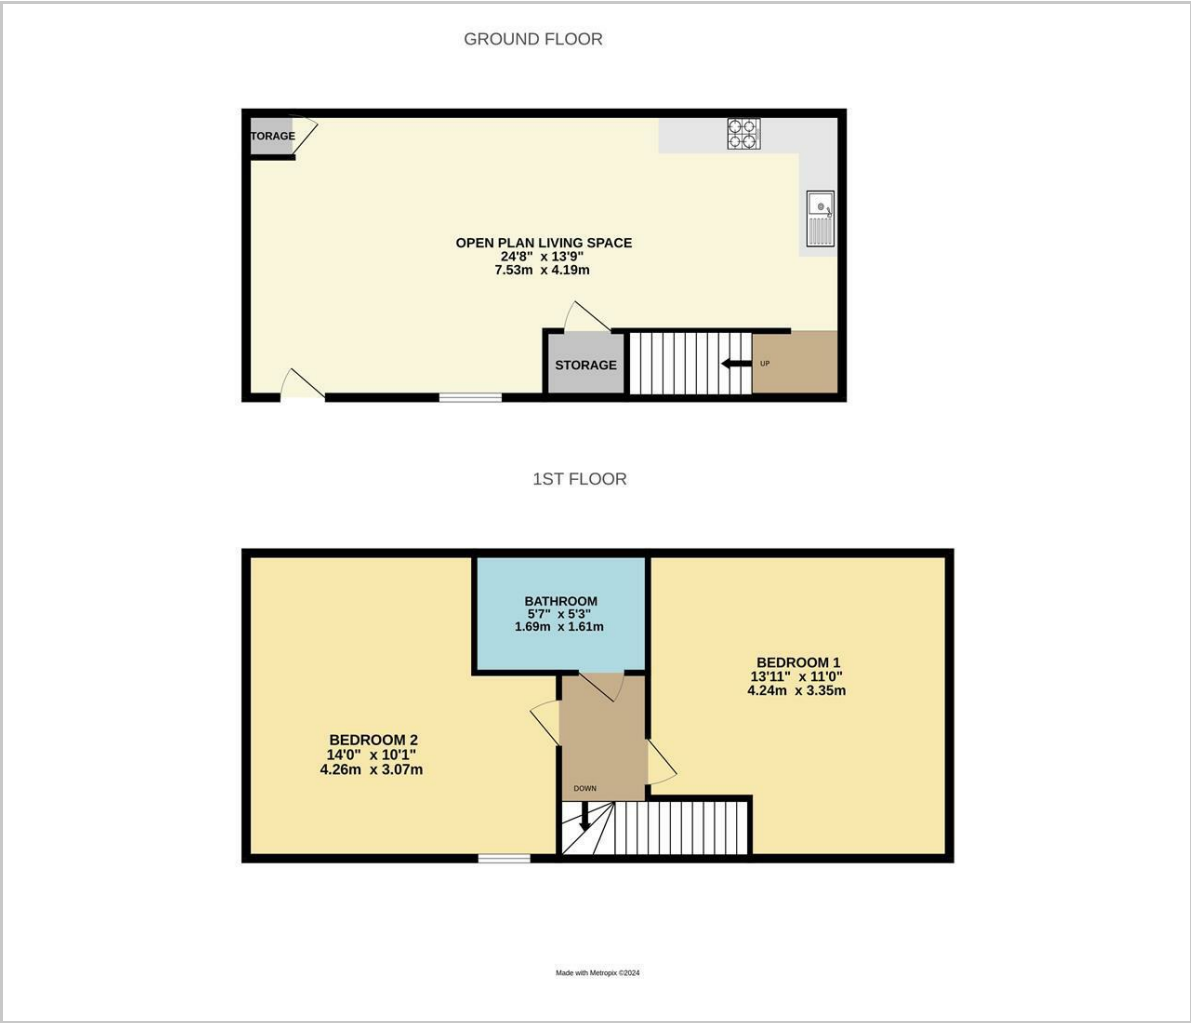 GROUND FLOOR
TORAGE
OPEN PLAN LIVING SPACE
24'8" x 13'9"
7.53m x 4.19m
STORAGE
UP
1ST FLOOR
BATHROOM
5'7" x 5'3"
1.69m x 1.61m
BEDROOM 1
13'11" x 11'0"
4.24m x 3.35m
BEDROOM 2
14'0" x 10'1"
4.26m x 3.07m
DOWN
Made with Metropix ©2024